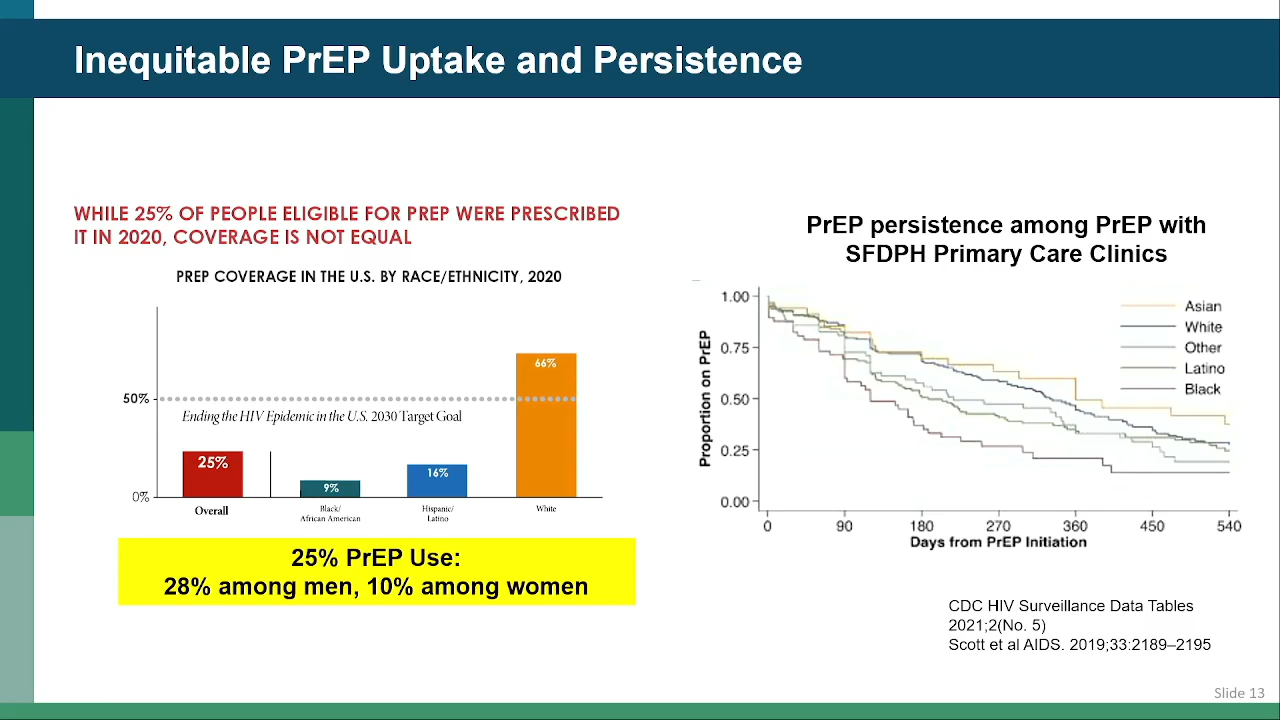 Inequitable PrEP Uptake and Persistence
WHILE 25% OF PEOPLE ELIGIBLE FOR PREP WERE PRESCRIBED
IT IN 2020, COVERAGE IS NOT EQUAL
PREP COVERAGE IN THE U.S. BY RACE/ETHNICITY, 2020
66%
50%
Ending the HIV Epidemic in the U.S. 2030 Target Goal
25%
16%
9%
0%
Overall
Black/
African American
Hispanic/
Latino
White
25% PrEP Use:
28% among men, 10% among women
PrEP persistence among PrEP with
SFDPH Primary Care Clinics
Proportion on PrEP
1.00
0.75
0.50
0.25
0.00
Asian
White
Other
Latino
Black
0 90 180 270 360 450 540
Days from PrEP Initiation
CDC HIV Surveillance Data Tables
2021;2(No. 5)
Scott et al AIDS. 2019;33:2189–2195
Slide 13